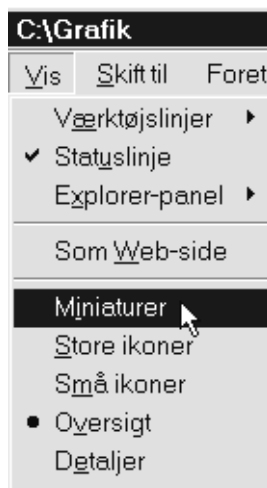 C:\Grafik
Vis Skift til Foret
Værktøjslinjer
Statuslinje
Explorer-panel
Som Web-side
Miniaturer
Store ikoner
Små ikoner
Oversigt
Detaljer